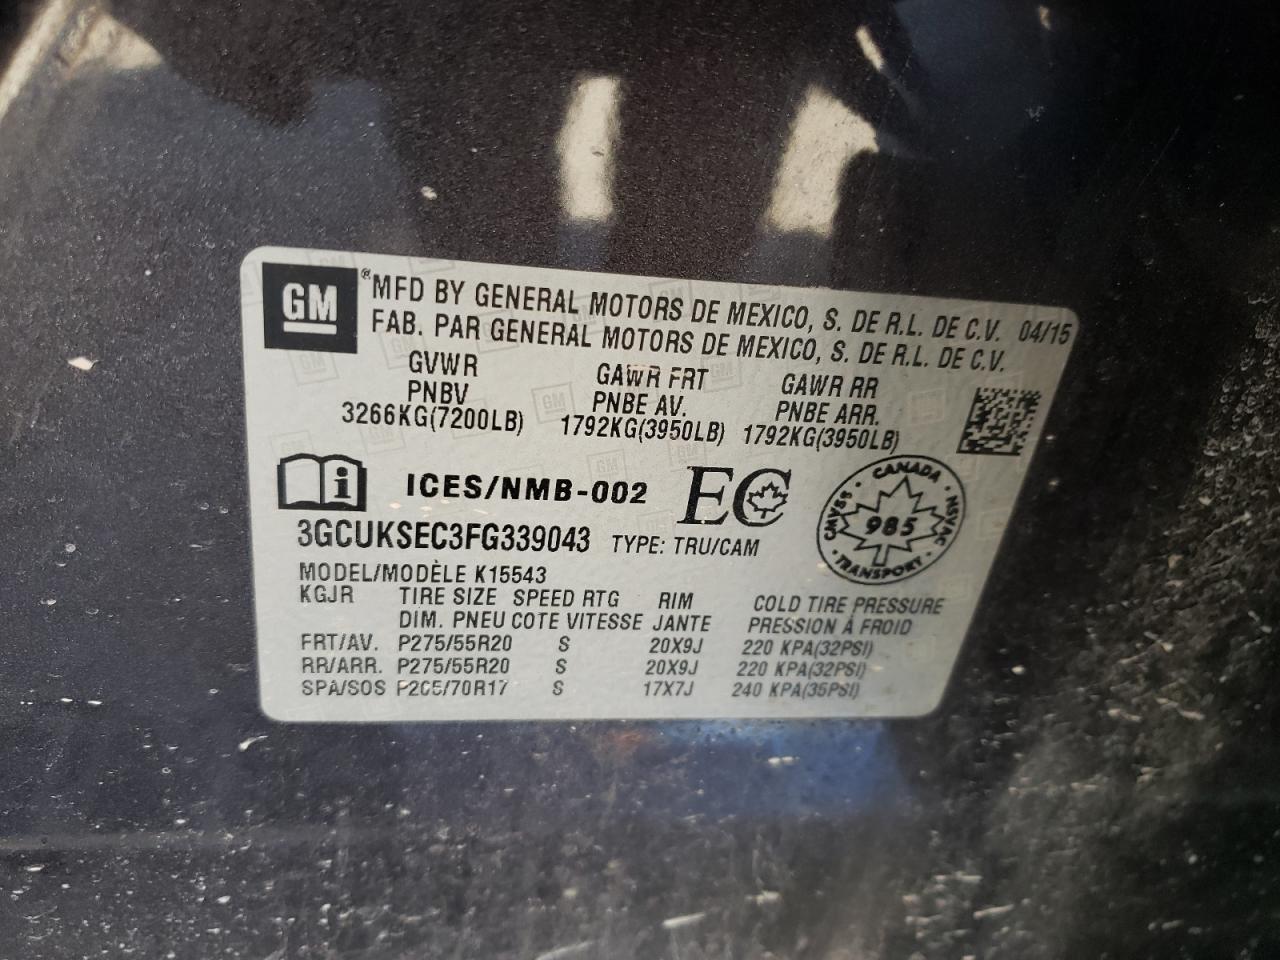 GM ® MFD BY GENERAL MOTORS DE MEXICO, S. DE R.L. DE C.V. 04/15
FAB. PAR GENERAL MOTORS DE MEXICO, S. DE R.L. DE C.V.
GVWR GAWR FRT GAWR RR
PNBV PNBE AV. PNBE ARR.
3266KG(7200LB) 1792KG(3950LB) 1792KG(3950LB)
i ICES/NMB-002 EC
CANADA
CMVSS NSVAC
985
TRANSPORT
3GCUKSEC3FG339043 TYPE: TRU/CAM
MODEL/MODÈLE K15543
KGJR TIRE SIZE SPEED RTG RIM COLD TIRE PRESSURE
DIM. PNEU COTE VITESSE JANTE PRESSION À FROID
FRT/AV. P275/55R20 S 20X9J 220 KPA(32PSI)
RR/ARR. P275/55R20 S 20X9J 220 KPA(32PSI)
SPA/SOS P265/70R17 S 17X7J 240 KPA(35PSI)